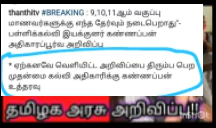 thanthitv #BREAKING : 9,10,11ஆம் வகுப்பு
மாணவர்களுக்கு எந்த தேர்வும் நடைபெறாது"-
பள்ளிக்கல்வி இயக்குனர் கண்ணப்பன்
அதிகாரப்பூர்வ அறிவிப்பு
* ஏற்கனவே வெளியிட்ட அறிவிப்பை திரும்ப பெற
முதன்மை கல்வி அதிகாரிக்கு கண்ணப்பன்
உத்தரவு
தமிழக அரசு அறிவிப்பு!!